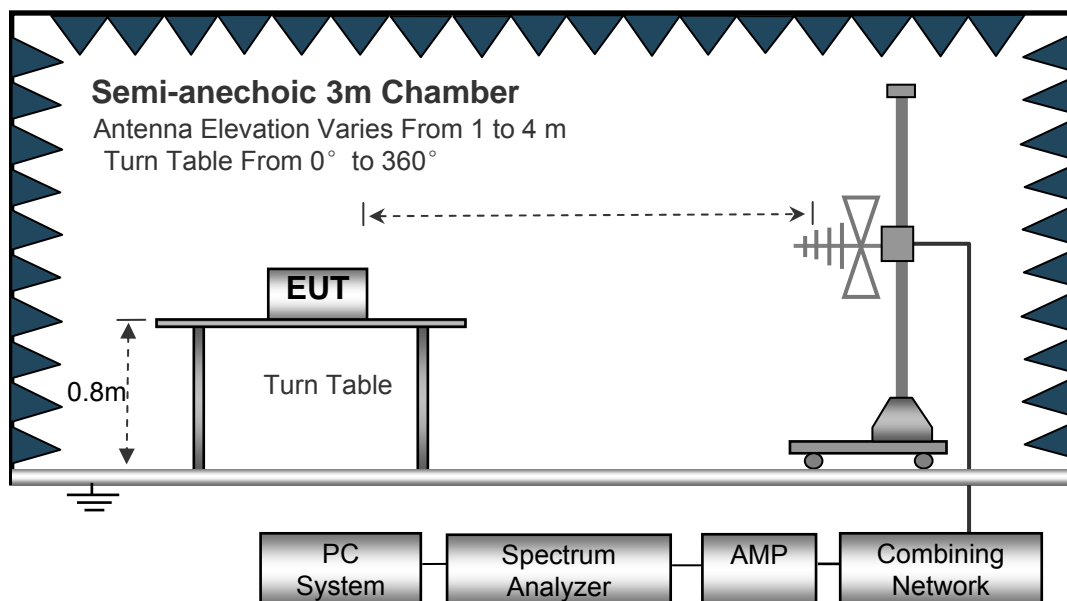 Semi-anechoic 3m Chamber
Antenna Elevation Varies From 1 to 4 m
Turn Table From 0° to 360°
EUT
0.8m
Turn Table
PC
System
Spectrum
Analyzer
AMP
Combining
Network